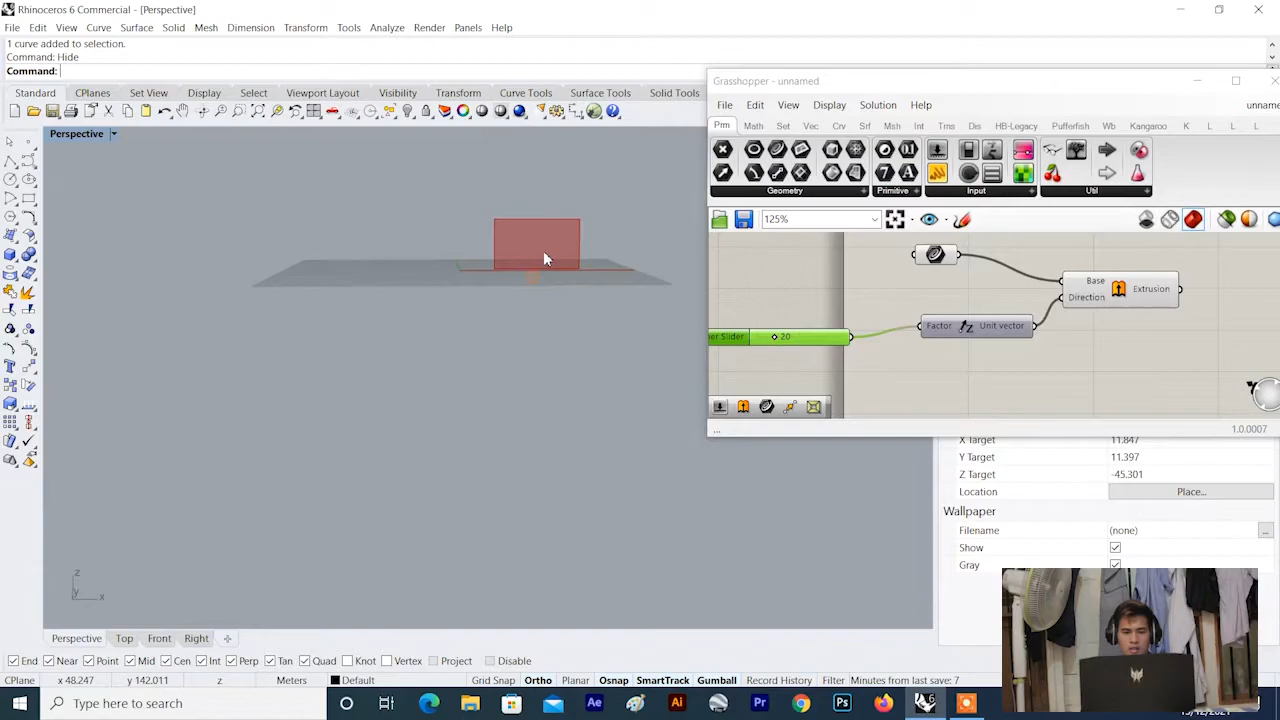 Rhinoceros 6 Commercial - [Perspective]
File Edit View Curve Surface Solid Mesh Dimension Transform Tools Analyze Render Panels Help
1 curve added to selection.
Command: Hide
Command:
Standard CPlanes Set View Display Select Viewport Layout Visibility Transform Curve Tools Surface Tools Solid Tools
Perspective
Grasshopper - unnamed
File Edit View Display Solution Help
Prm Math Set Vec Crv Srf Msh Int Trns Dis HB-Legacy Pufferfish Wb Kangaroo K L L L
Geometry Primitive Input Util
125%
Base
Direction
Extrusion
Factor
Unit vector
20
...
1.0.0007
X Target 11.847
Y Target 11.397
Z Target -45.301
Location Place...
Wallpaper
Filename (none) ...
Show
Gray
z
y
x
Perspective Top Front Right
End Near Point Mid Cen Int Perp Tan Quad Knot Vertex Project Disable
CPlane x 48.247 y 142.011 z Meters Default Grid Snap Ortho Planar Osnap SmartTrack Gumball Record History Filter Minutes from last save: 7
Type here to search